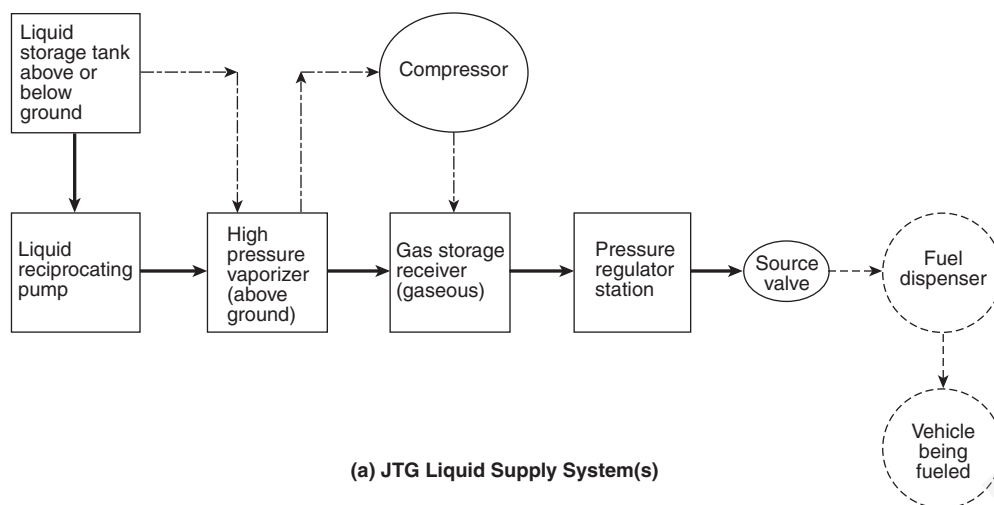 Liquid
storage tank
above or
below
ground
Compressor
Liquid
reciprocating
pump
High
pressure
vaporizer
(above
ground)
Gas storage
receiver
(gaseous)
Pressure
regulator
station
Source
valve
Fuel
dispenser
Vehicle
being
fueled
(a) JTG Liquid Supply System(s)